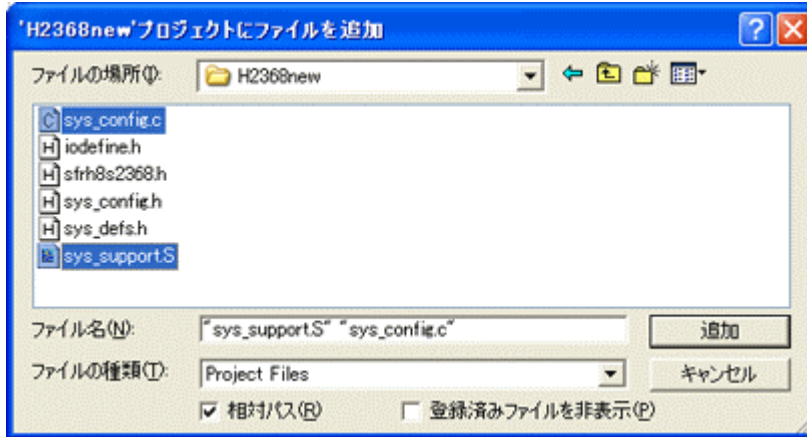 'H2368new'プロジェクトにファイルを追加
ファイルの場所(I): H2368new
sys_config.c
iodefine.h
sfrh8s2368.h
sys_config.h
sys_defs.h
sys_support.S
ファイル名(N): "sys_support.S" "sys_config.c" 追加
ファイルの種類(T): Project Files キャンセル
相対パス(R) 登録済みファイルを非表示(P)